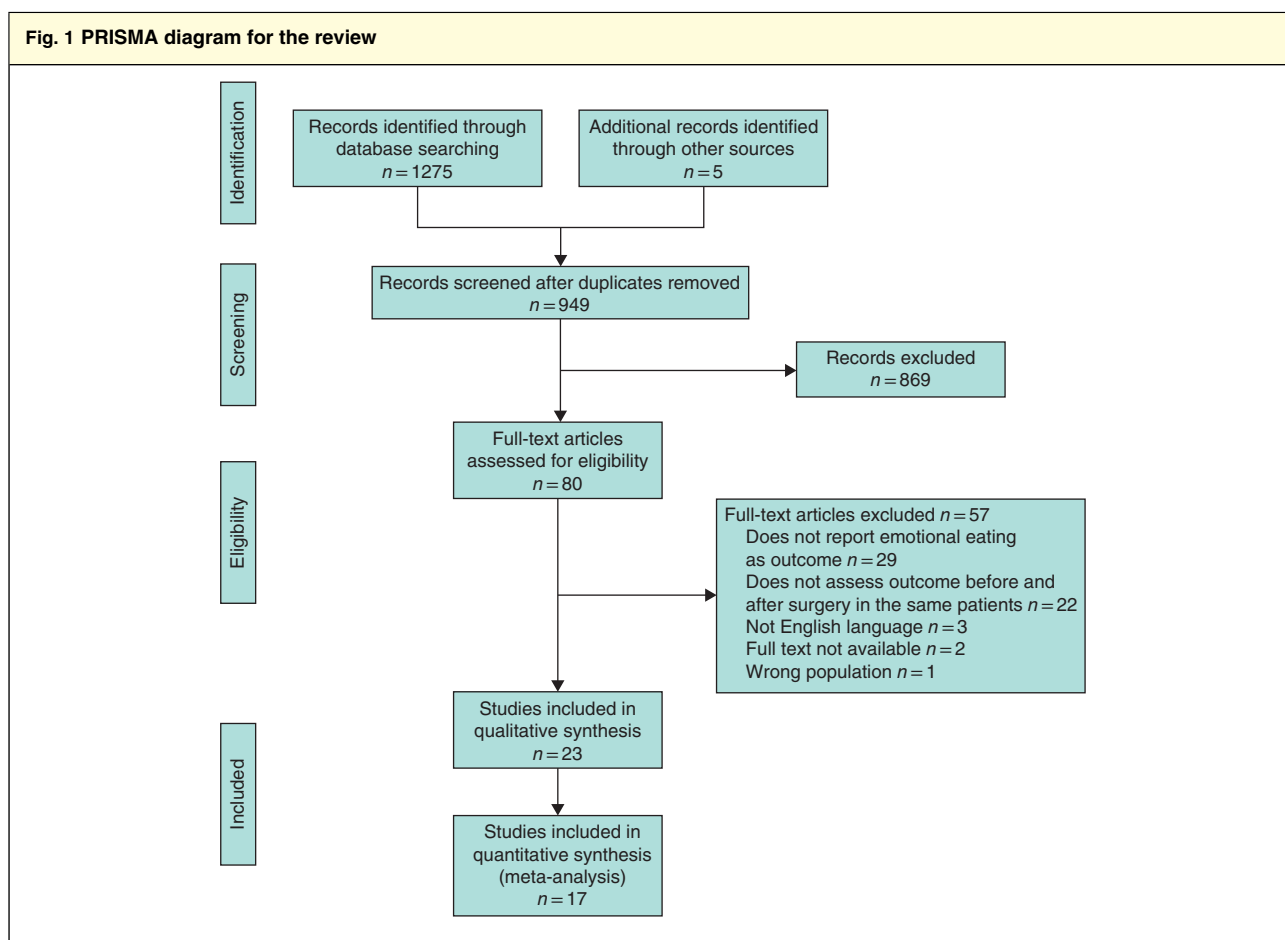 Fig. 1 PRISMA diagram for the review
Identification
Records identified through
database searching
n = 1275
Additional records identified
through other sources
n = 5
Screening
Records screened after duplicates removed
n = 949
Records excluded
n = 869
Eligibility
Full-text articles
assessed for eligibility
n = 80
Full-text articles excluded n = 57
Does not report emotional eating
as outcome n = 29
Does not assess outcome before and
after surgery in the same patients n = 22
Not English language n = 3
Full text not available n = 2
Wrong population n = 1
Included
Studies included in
qualitative synthesis
n = 23
Studies included in
quantitative synthesis
(meta-analysis)
n = 17